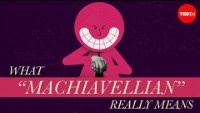 TED Ed
WHAT
"MACHIAVELLIAN"
REALLY MEANS